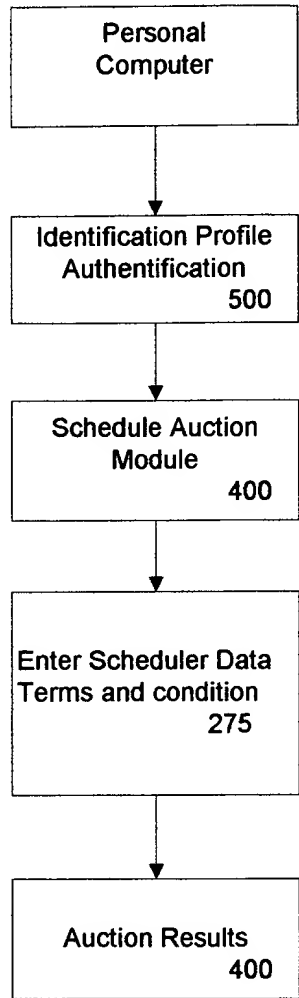 Personal
Computer
Identification Profile
Authentification
500
Schedule Auction
Module
400
Enter Scheduler Data
Terms and condition
275
Auction Results
400